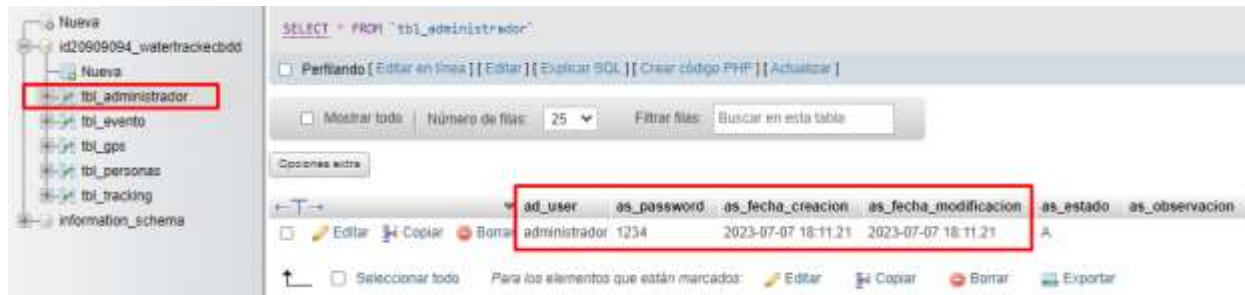 Nueva
id20909094_watertrackecbdd
Nueva
tbl_administrador
tbl_evento
tbl_gps
tbl_personas
tbl_tracking
information_schema
SELECT * FROM `tbl_administrador`
Perfilando [ Editar en línea ] [ Editar ] [ Explicar SQL ] [ Crear código PHP ] [ Actualizar ]
Mostrar todo Número de filas: 25 Filtrar filas: Buscar en esta tabla
Opciones extra
ad_user as_password as_fecha_creacion as_fecha_modificacion as_estado as_observacion
Editar Copiar Borrar administrador 1234 2023-07-07 18:11:21 2023-07-07 18:11:21 A
Seleccionar todo Para los elementos que están marcados: Editar Copiar Borrar Exportar